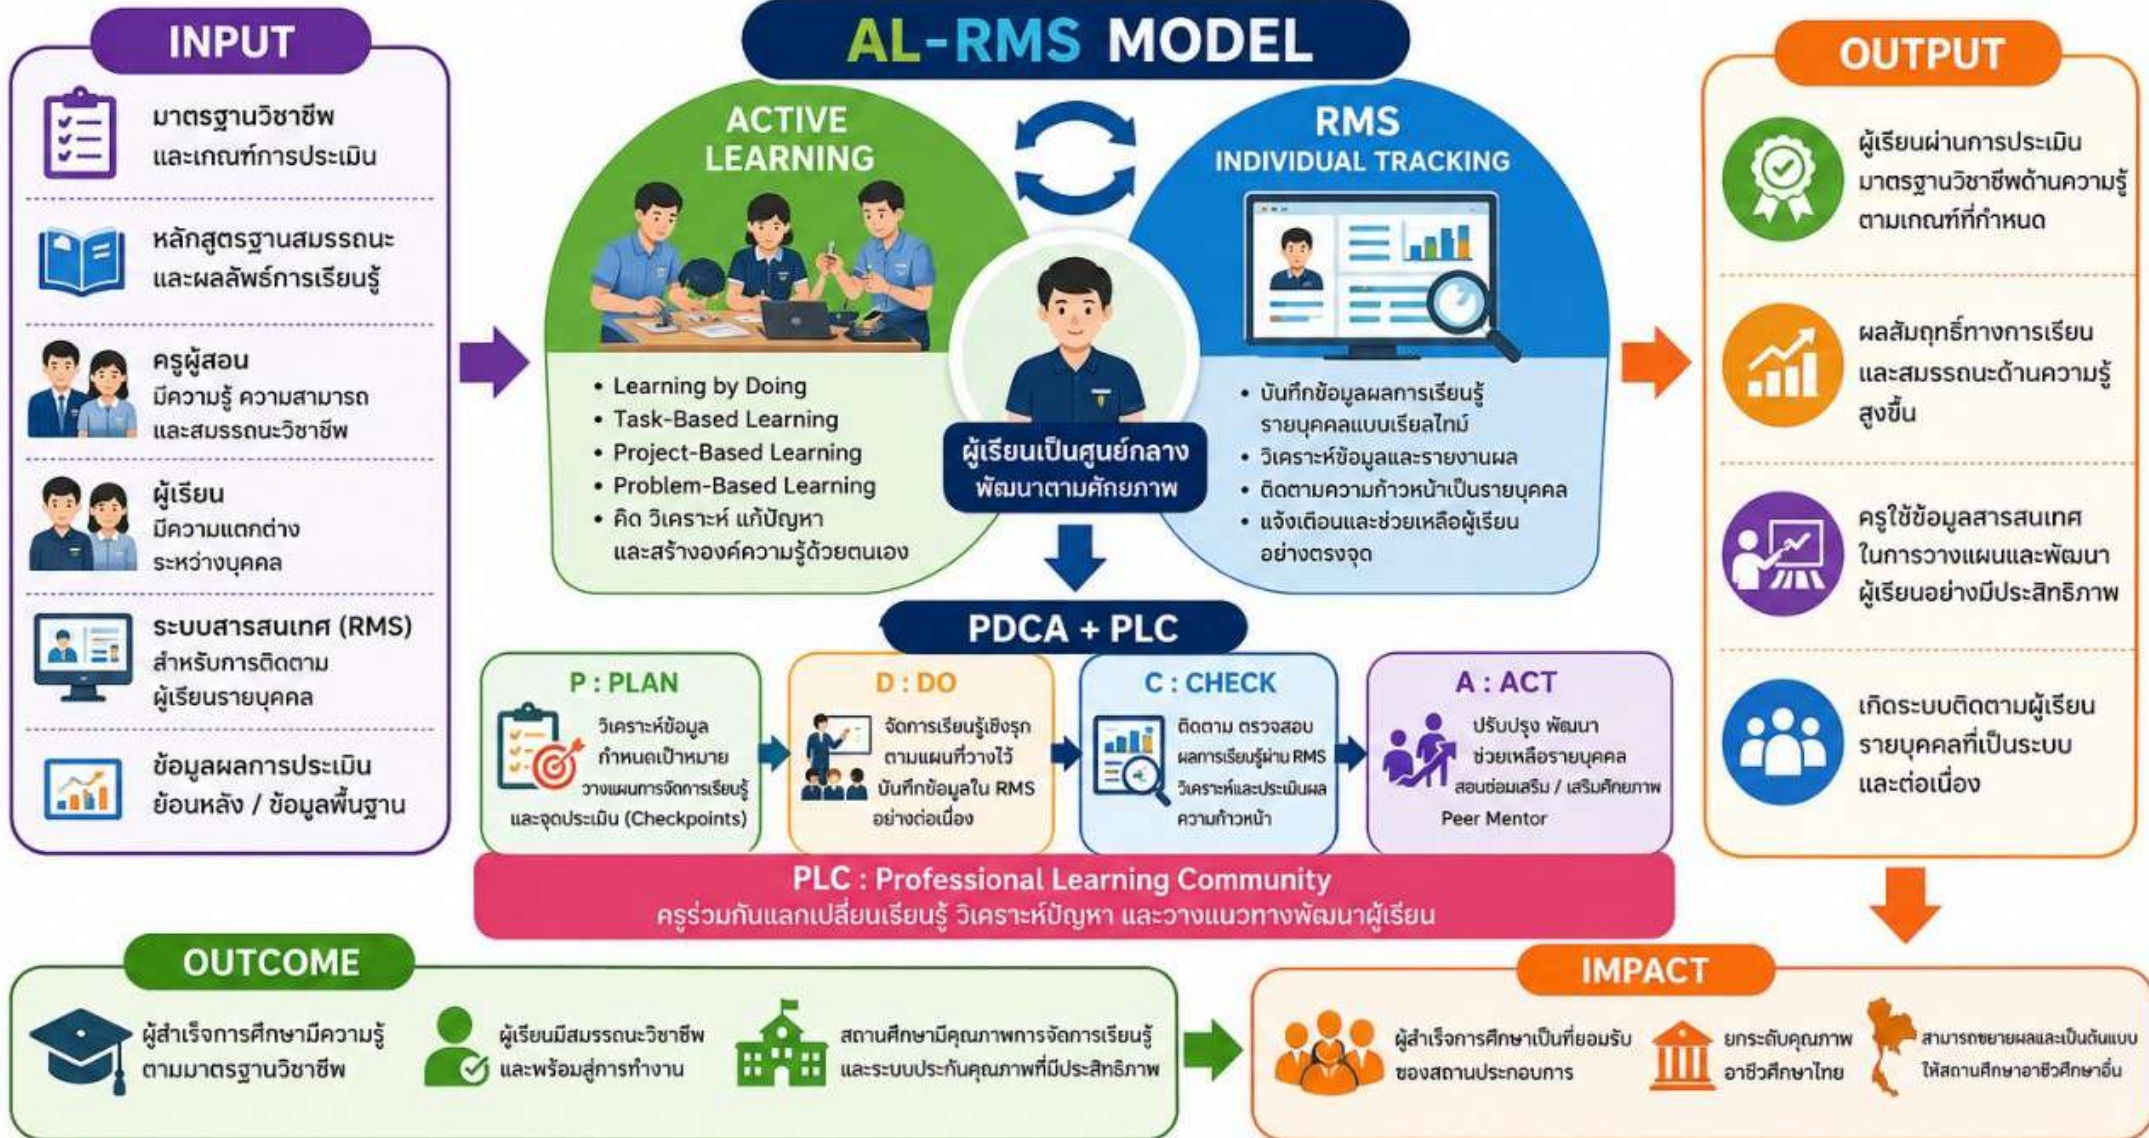 AL-RMS MODEL
INPUT
มาตรฐานวิชาชีพ
และเกณฑ์การประเมิน
หลักสูตรฐานสมรรถนะ
และผลลัพธ์การเรียนรู้
ครูผู้สอน
มีความรู้ ความสามารถ
และสมรรถนะวิชาชีพ
ผู้เรียน
มีความแตกต่าง
ระหว่างบุคคล
ระบบสารสนเทศ (RMS)
สำหรับการติดตาม
ผู้เรียนรายบุคคล
ข้อมูลผลการประเมิน
ย้อนหลัง / ข้อมูลพื้นฐาน
ACTIVE
LEARNING
• Learning by Doing
• Task-Based Learning
• Project-Based Learning
• Problem-Based Learning
• คิด วิเคราะห์ แก้ปัญหา
และสร้างองค์ความรู้ด้วยตนเอง
ผู้เรียนเป็นศูนย์กลาง
พัฒนาตามศักยภาพ
RMS
INDIVIDUAL TRACKING
• บันทึกข้อมูลผลการเรียนรู้
รายบุคคลแบบเรียลไทม์
• วิเคราะห์ข้อมูลและรายงานผล
• ติดตามความก้าวหน้าเป็นรายบุคคล
• แจ้งเตือนและช่วยเหลือผู้เรียน
อย่างตรงจุด
PDCA + PLC
P : PLAN
วิเคราะห์ข้อมูล
กำหนดเป้าหมาย
วางแผนการจัดการเรียนรู้
และจุดประเมิน (Checkpoints)
D : DO
จัดการเรียนรู้เชิงรุก
ตามแผนที่วางไว้
บันทึกข้อมูลใน RMS
อย่างต่อเนื่อง
C : CHECK
ติดตาม ตรวจสอบ
ผลการเรียนรู้ผ่าน RMS
วิเคราะห์และประเมินผล
ความก้าวหน้า
A : ACT
ปรับปรุง พัฒนา
ช่วยเหลือรายบุคคล
สอนซ่อมเสริม / เสริมศักยภาพ
Peer Mentor
PLC : Professional Learning Community
ครูร่วมกันแลกเปลี่ยนเรียนรู้ วิเคราะห์ปัญหา และวางแนวทางพัฒนาผู้เรียน
OUTPUT
ผู้เรียนผ่านการประเมิน
มาตรฐานวิชาชีพด้านความรู้
ตามเกณฑ์ที่กำหนด
ผลสัมฤทธิ์ทางการเรียน
และสมรรถนะด้านความรู้
สูงขึ้น
ครูใช้ข้อมูลสารสนเทศ
ในการวางแผนและพัฒนา
ผู้เรียนอย่างมีประสิทธิภาพ
เกิดระบบติดตามผู้เรียน
รายบุคคลที่เป็นระบบ
และต่อเนื่อง
OUTCOME
ผู้สำเร็จการศึกษามีความรู้
ตามมาตรฐานวิชาชีพ
ผู้เรียนมีสมรรถนะวิชาชีพ
และพร้อมสู่การทำงาน
สถานศึกษามีคุณภาพการจัดการเรียนรู้
และระบบประกันคุณภาพที่มีประสิทธิภาพ
IMPACT
ผู้สำเร็จการศึกษาเป็นที่ยอมรับ
ของสถานประกอบการ
ยกระดับคุณภาพ
อาชีวศึกษาไทย
สามารถขยายผลและเป็นต้นแบบ
ให้สถานศึกษาอาชีวศึกษาอื่น